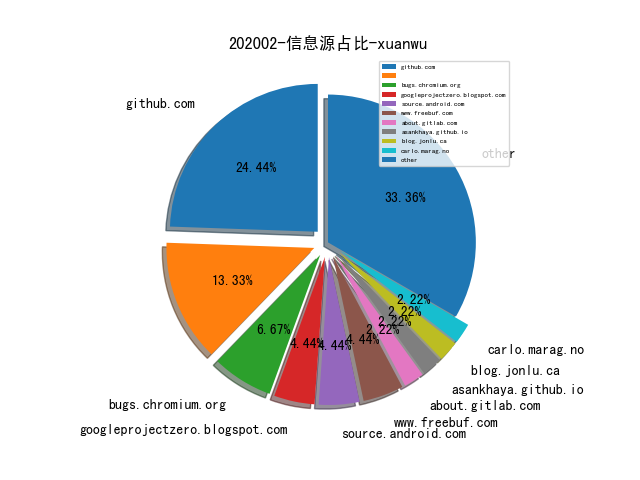 202002-信息源占比-xuanwu
github.com
bugs.chromium.org
googleprojectzero.blogspot.com
source.android.com
www.freebuf.com
about.gitlab.com
asankhaya.github.io
blog.jonlu.ca
carlo.marag.no
other
github.com
other
24.44%
33.36%
13.33%
6.67%
4.44%
4.44%
4.44%
2.22%
2.22%
2.22%
2.22%
carlo.marag.no
blog.jonlu.ca
asankhaya.github.io
about.gitlab.com
www.freebuf.com
source.android.com
bugs.chromium.org
googleprojectzero.blogspot.com